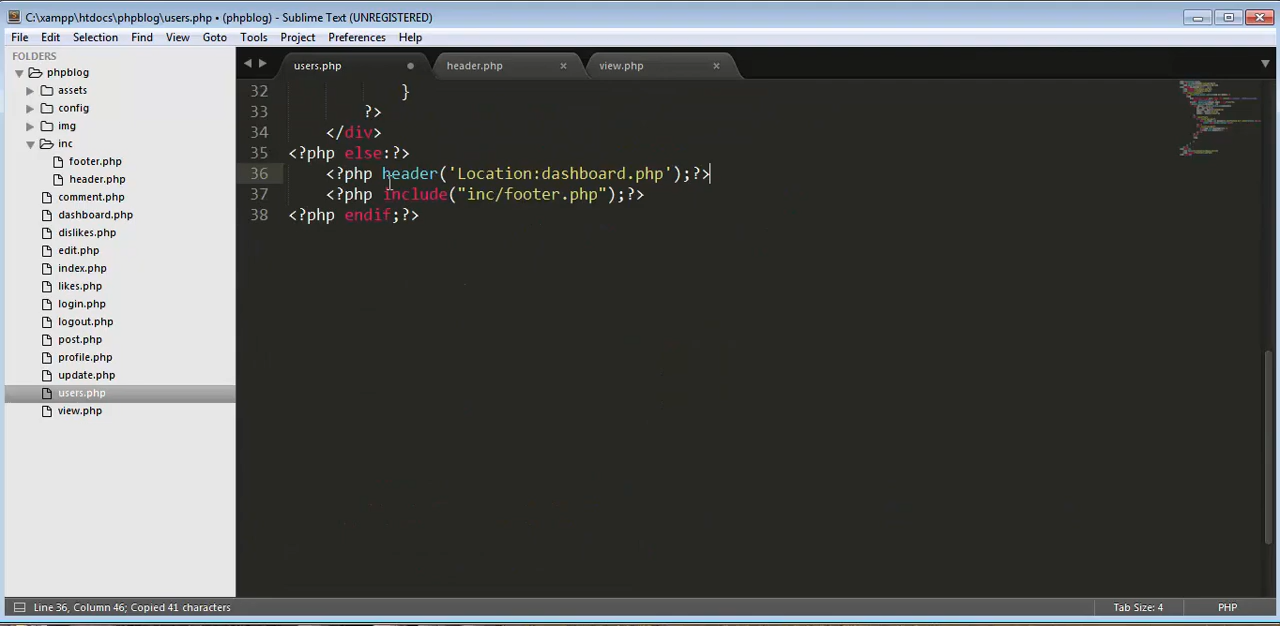 C:\xampp\htdocs\phpblog\users.php • (phpblog) - Sublime Text (UNREGISTERED)
File Edit Selection Find View Goto Tools Project Preferences Help
FOLDERS
phpblog
assets
config
img
inc
footer.php
header.php
comment.php
dashboard.php
dislikes.php
edit.php
index.php
likes.php
login.php
logout.php
post.php
profile.php
update.php
users.php
view.php
users.php header.php view.php
32 }
33 ?>
34 </div>
35 <?php else:?>
36 <?php header('Location:dashboard.php');?>
37 <?php include("inc/footer.php");?>
38 <?php endif;?>
Line 36, Column 46; Copied 41 characters Tab Size: 4 PHP